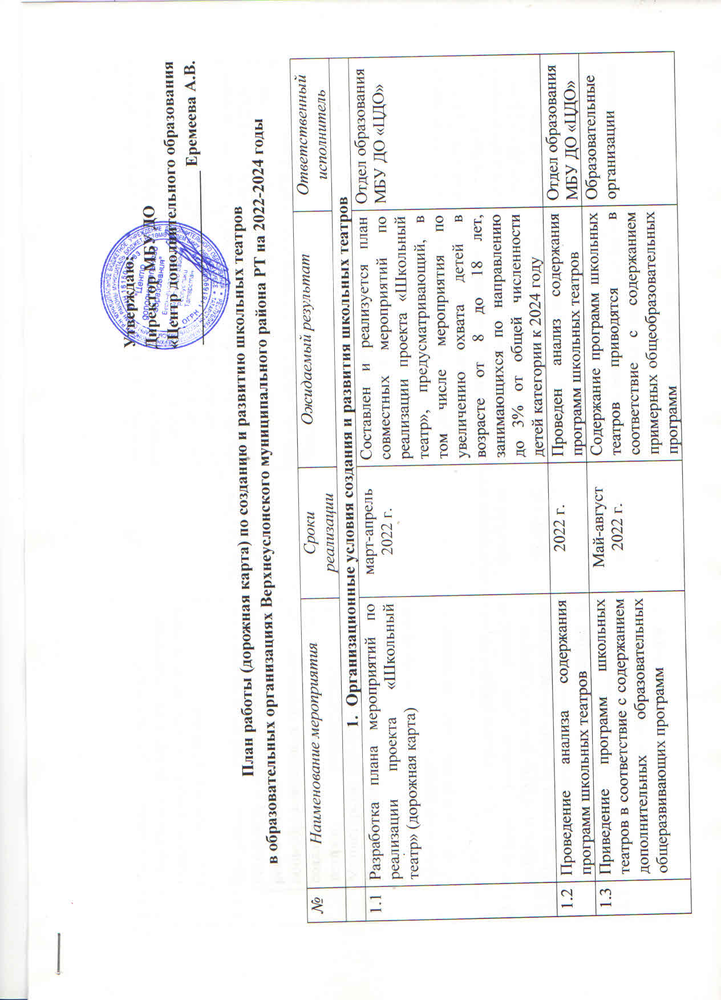 Утверждаю:
Директор МБУ ДО
«Центр дополнительного образования
Еремеева А.В.
План работы (дорожная карта) по созданию и развитию школьных театров
в образовательных организациях Верхнеуслонского муниципального района РТ на 2022-2024 годы
№
Наименование мероприятия
Сроки
реализации
Ожидаемый результат
Ответственный
исполнитель
1. Организационные условия создания и развития школьных театров
1.1
Разработка плана мероприятий по
реализации проекта «Школьный
театр» (дорожная карта)
март-апрель
2022 г.
Составлен и реализуется план
совместных мероприятий по
реализации проекта «Школьный
театр», предусматривающий, в
том числе мероприятия по
увеличению охвата детей в
возрасте от 8 до 18 лет,
занимающихся по направлению
до 3% от общей численности
детей категории к 2024 году
Отдел образования
МБУ ДО «ЦДО»
1.2
Проведение анализа содержания
программ школьных театров
2022 г.
Проведен анализ содержания
программ школьных театров
Отдел образования
МБУ ДО «ЦДО»
1.3
Приведение программ школьных
театров в соответствие с содержанием
дополнительных образовательных
общеразвивающих программ
Май-август
2022 г.
Содержание программ школьных
театров приводятся в
соответствие с содержанием
примерных общеобразовательных
программ
Образовательные
организации
"Центр
дополнительного
образования"
Республики
Татарстан